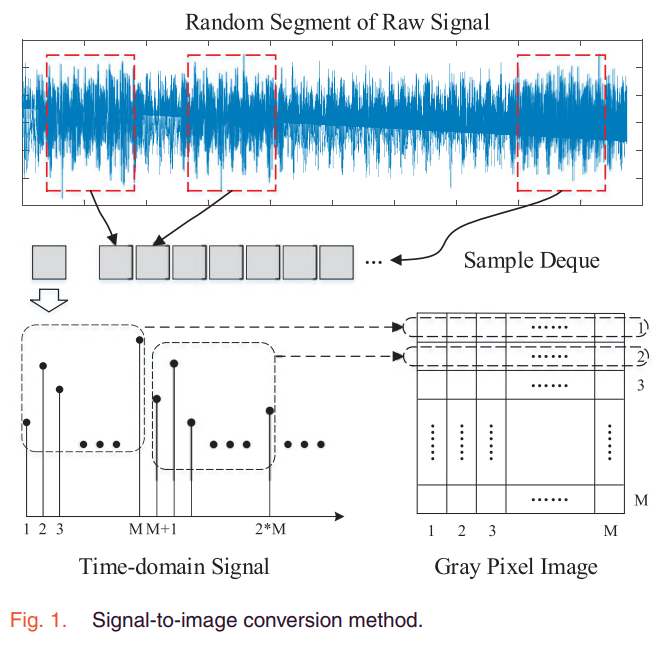 Random Segment of Raw Signal
... Sample Deque
...... 1
...... 2
...... 3
...... M
1 2 3 M M+1 2*M
1 2 3 M
Time-domain Signal
Gray Pixel Image
Fig. 1. Signal-to-image conversion method.